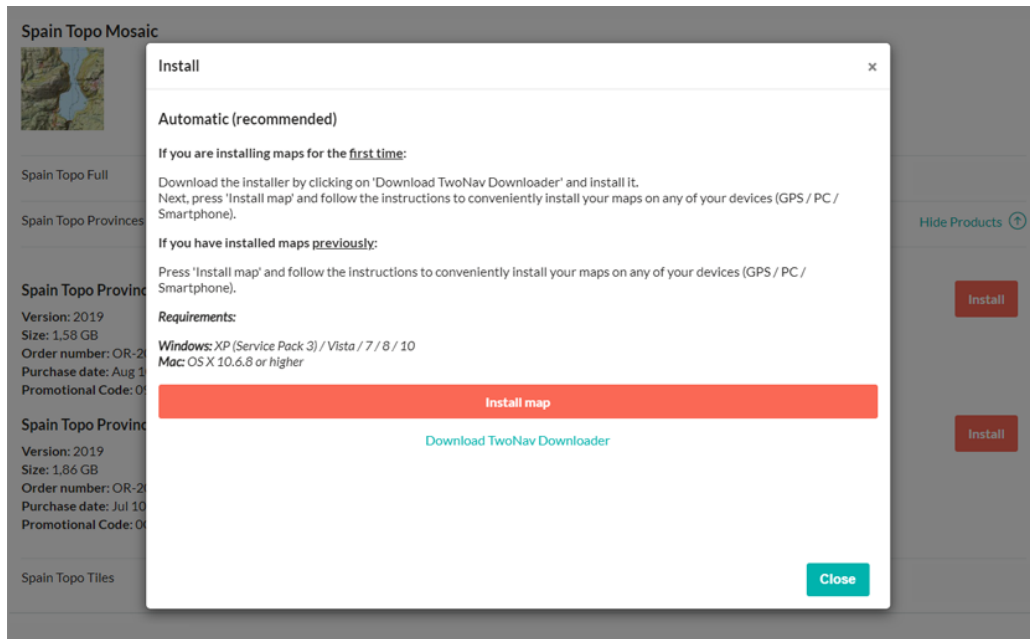 Spain Topo Mosaic
Install
×
Automatic (recommended)
If you are installing maps for the first time:
Download the installer by clicking on 'Download TwoNav Downloader' and install it.
Next, press 'Install map' and follow the instructions to conveniently install your maps on any of your devices (GPS / PC /
Smartphone).
If you have installed maps previously:
Press 'Install map' and follow the instructions to conveniently install your maps on any of your devices (GPS / PC /
Smartphone).
Requirements:
Windows: XP (Service Pack 3) / Vista / 7 / 8 / 10
Mac: OS X 10.6.8 or higher
Install map
Download TwoNav Downloader
Close
Spain Topo Full
Spain Topo Provinces
Hide Products
Spain Topo
Install
Version: 2019
Size: 1,58 GB
Order number:
Purchase date: Aug
Promotional Code:
Spain Topo
Install
Version: 2019
Size: 1,86 GB
Order number:
Purchase date: Jul 10
Promotional Code:
Spain Topo Tiles